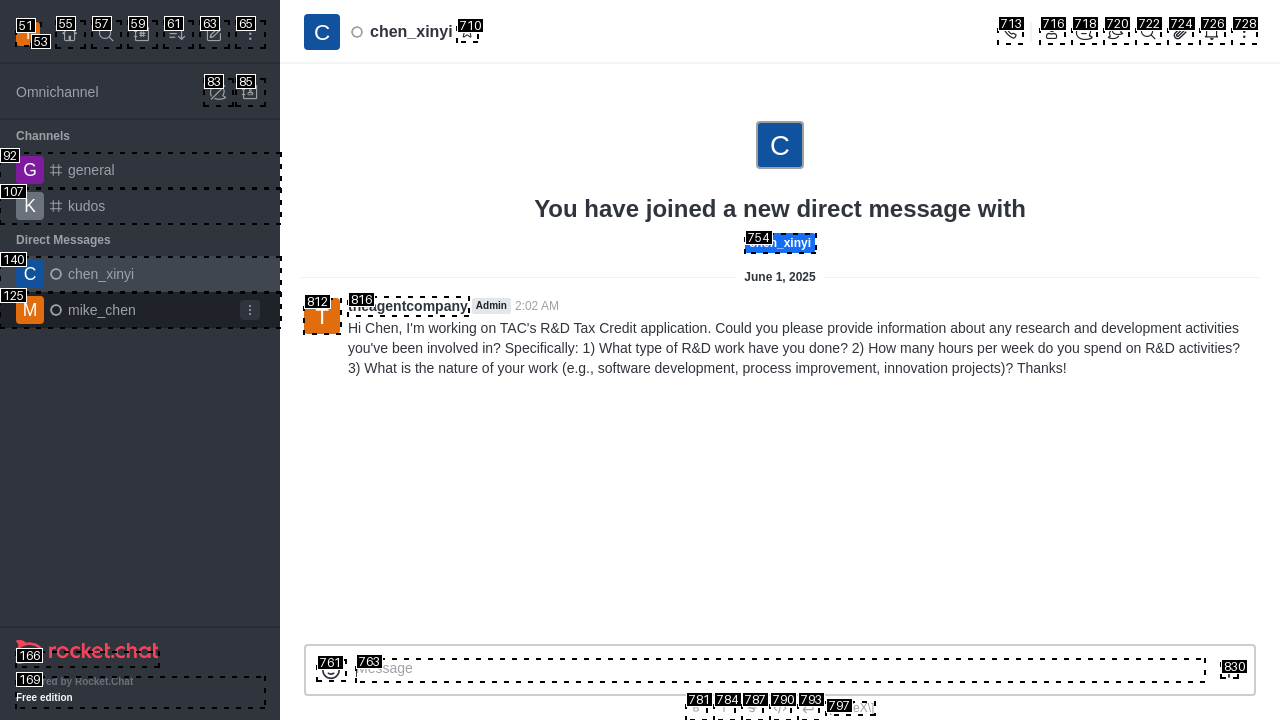 51
53
55
57
59
61
63
65
C
chen_xinyi
710
713
716
718
720
722
724
726
728
Omnichannel
83
85
Channels
92
G
general
107
K
kudos
Direct Messages
140
C
chen_xinyi
125
M
mike_chen
C
You have joined a new direct message with
754
chen_xinyi
June 1, 2025
812
T
816
theagentcompany Admin 2:02 AM
Hi Chen, I'm working on TAC's R&D Tax Credit application. Could you please provide information about any research and development activities
you've been involved in? Specifically: 1) What type of R&D work have you done? 2) How many hours per week do you spend on R&D activities?
3) What is the nature of your work (e.g., software development, process improvement, innovation projects)? Thanks!
166
rocket.chat
169
by Rocket.Chat
Free edition
761
763
Message
830
781
784
787
790
793
797